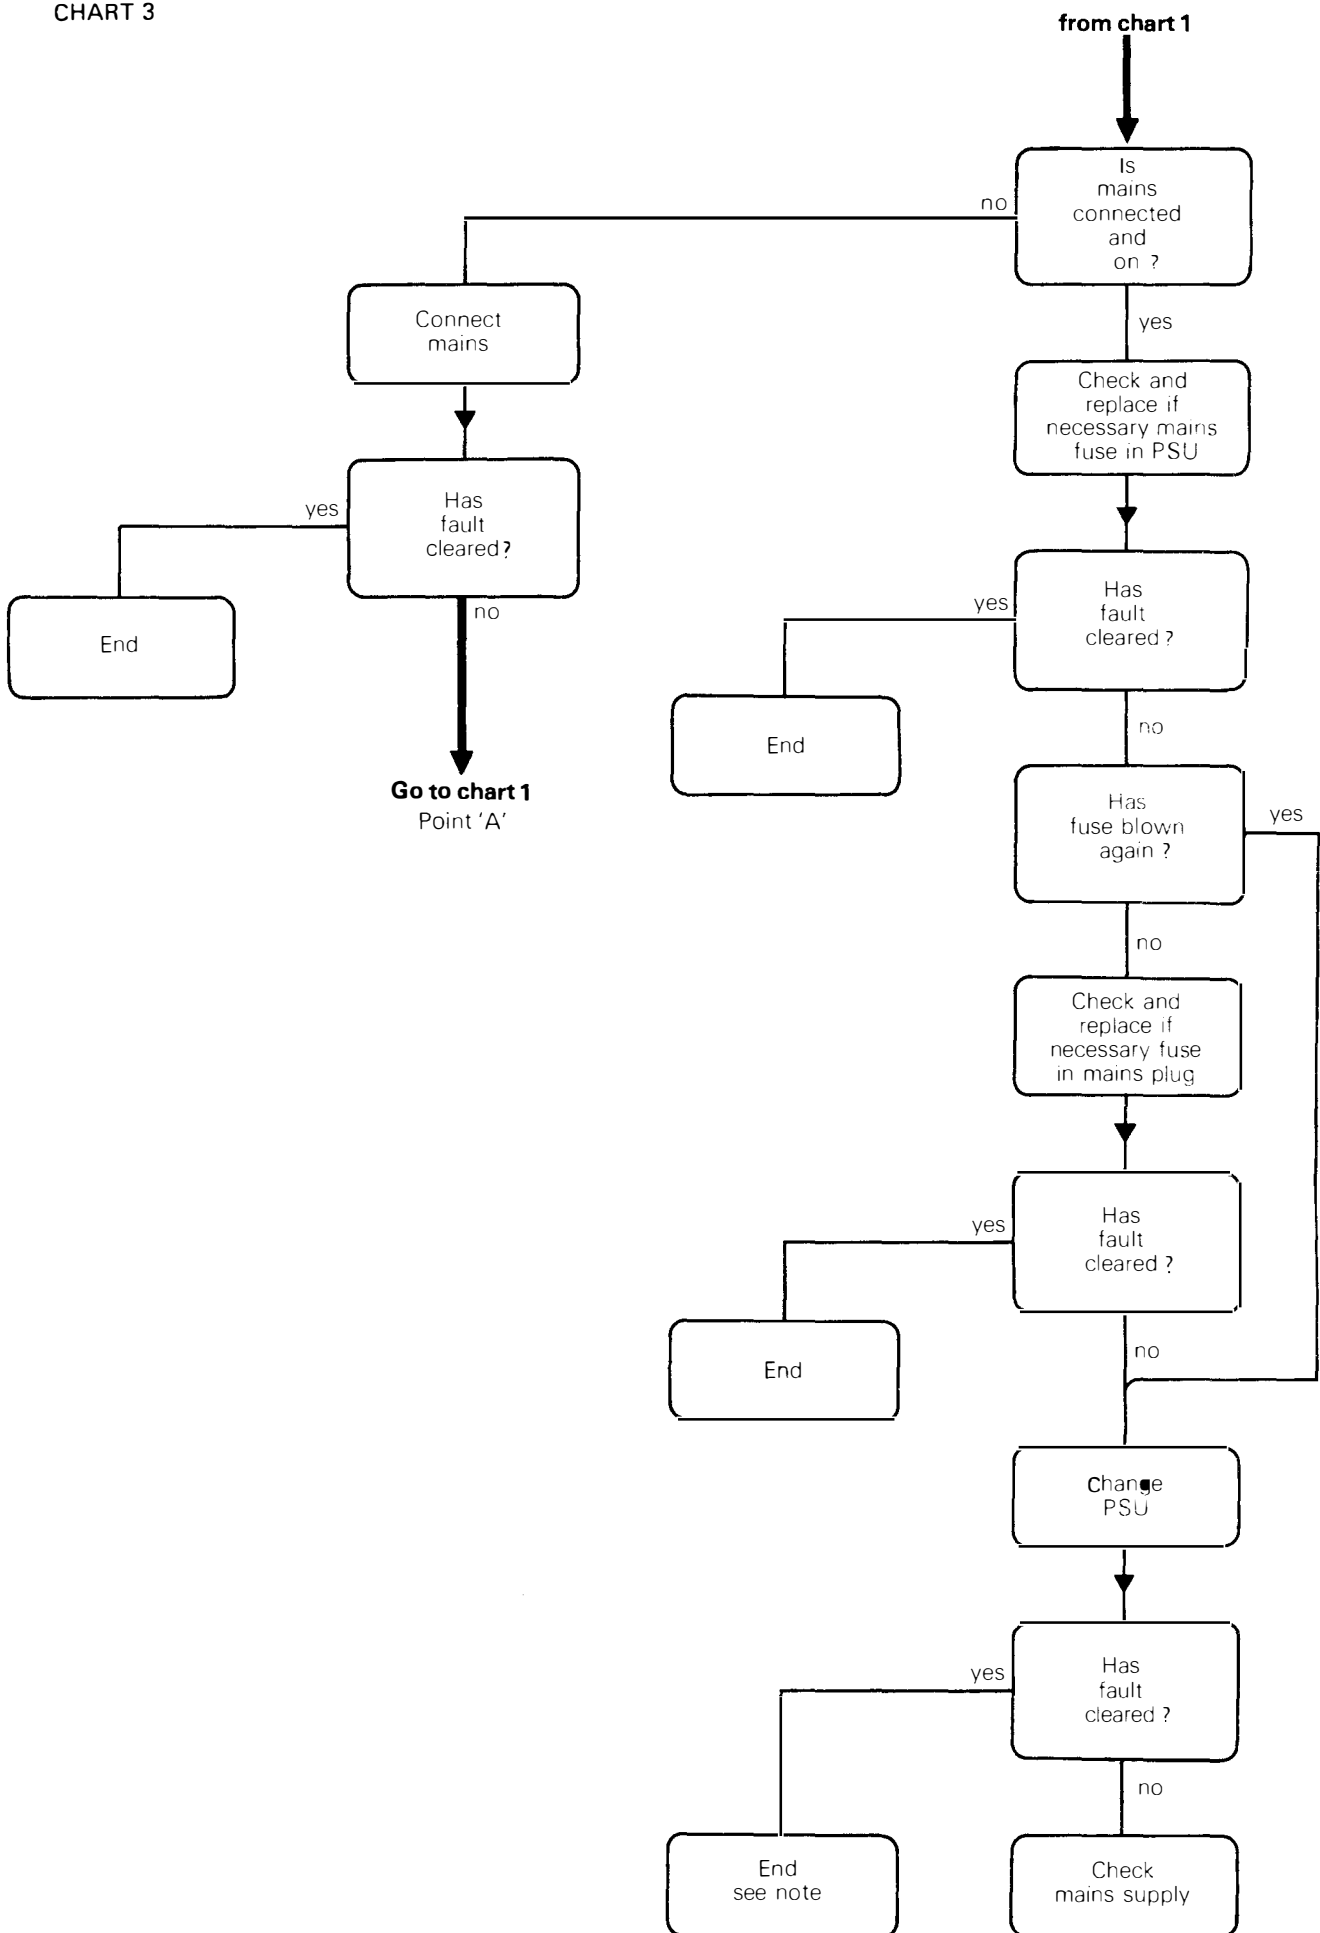 CHART 3
from chart 1
Is
mains
connected
and
on ?
no
yes
Connect
mains
Check and
replace if
necessary mains
fuse in PSU
Has
fault
cleared?
yes
no
End
Go to chart 1
Point 'A'
Has
fault
cleared ?
yes
no
End
Has
fuse blown
again ?
yes
no
Check and
replace if
necessary fuse
in mains plug
Has
fault
cleared ?
yes
no
End
Change
PSU
Has
fault
cleared ?
yes
no
End
see note
Check
mains supply